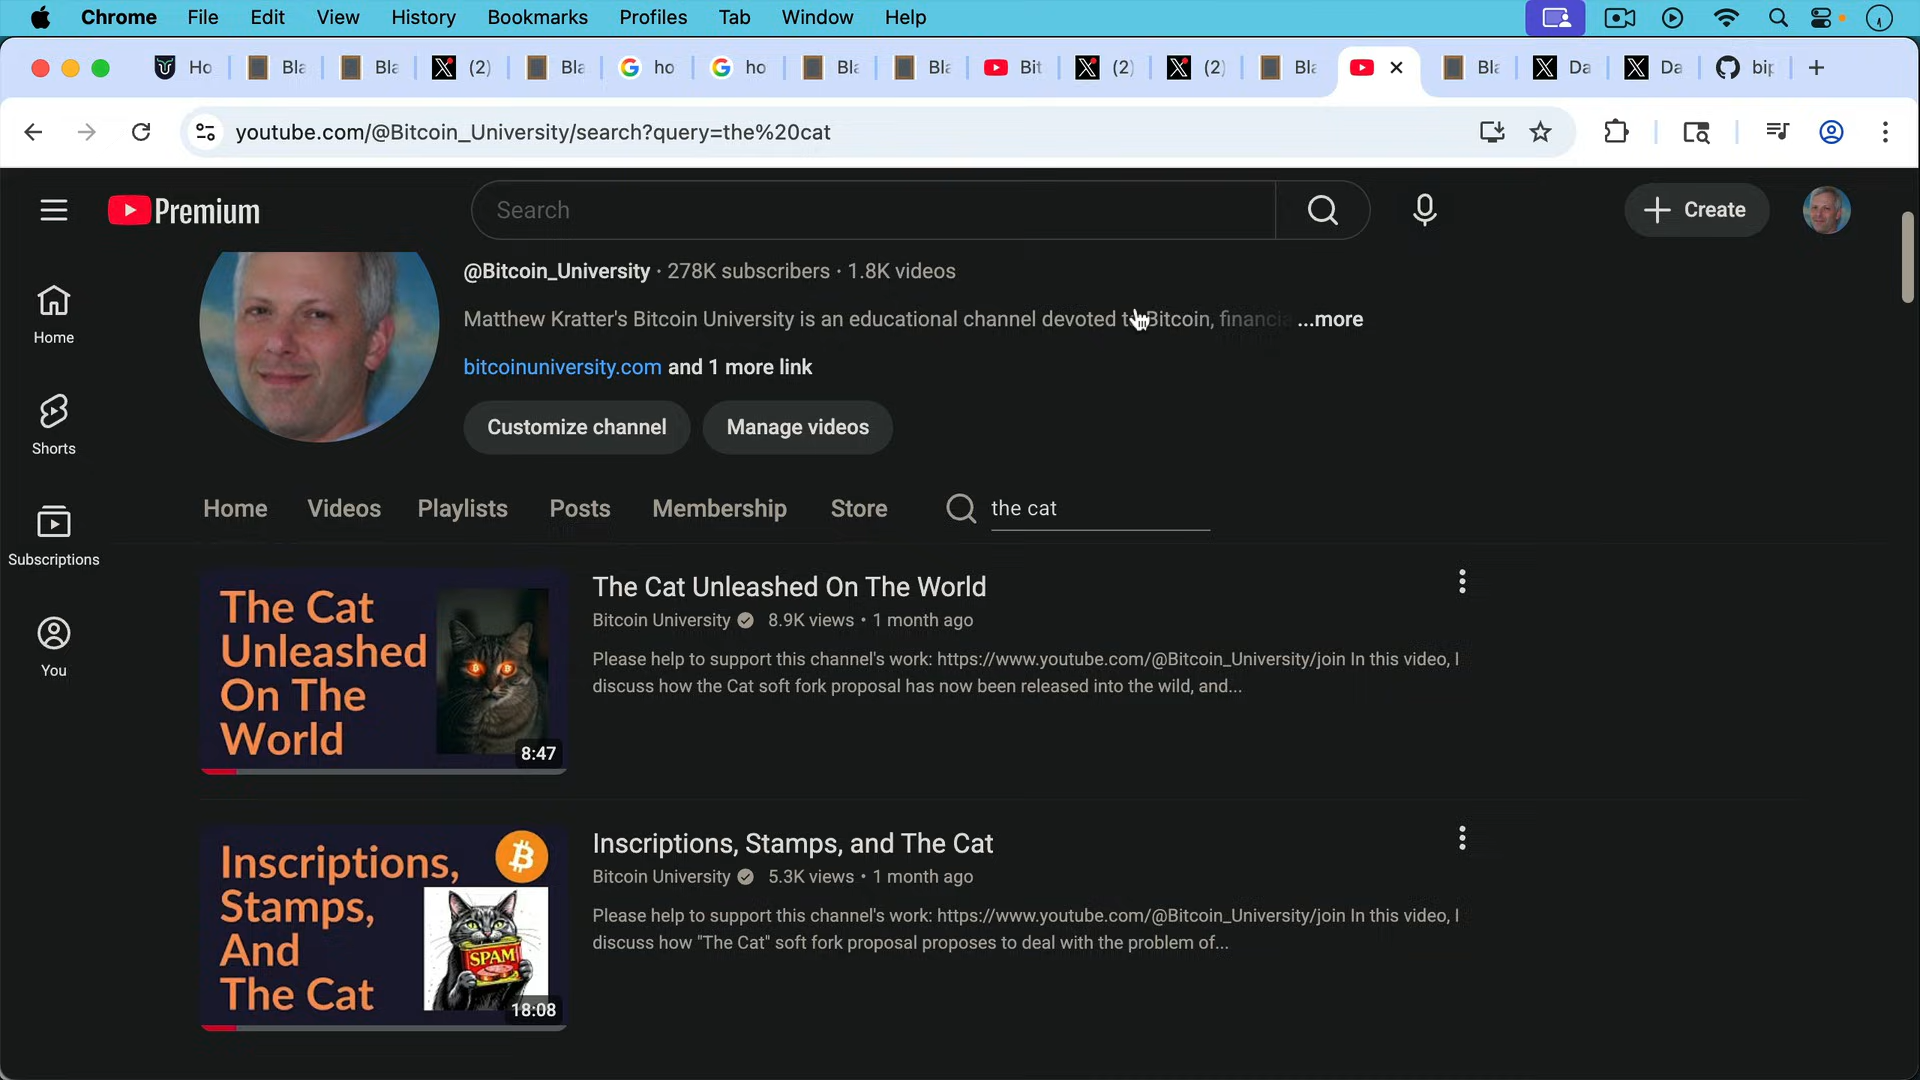 Chrome File Edit View History Bookmarks Profiles Tab Window Help
Ho Bla Bla (2) Bla ho ho Bla Bla Bit (2) (2) Bla Bla Da Da bip
youtube.com/@Bitcoin_University/search?query=the%20cat
Premium
Search
Create
@Bitcoin_University · 278K subscribers · 1.8K videos
Matthew Kratter's Bitcoin University is an educational channel devoted to Bitcoin, financia ...more
bitcoinuniversity.com and 1 more link
Customize channel
Manage videos
Home
Shorts
Subscriptions
You
Home Videos Playlists Posts Membership Store the cat
The Cat
Unleashed
On The
World
8:47
The Cat Unleashed On The World
Bitcoin University 8.9K views • 1 month ago
Please help to support this channel's work: https://www.youtube.com/@Bitcoin_University/join In this video, I
discuss how the Cat soft fork proposal has now been released into the wild, and...
Inscriptions,
Stamps,
And
The Cat
SPAM
18:08
Inscriptions, Stamps, and The Cat
Bitcoin University 5.3K views • 1 month ago
Please help to support this channel's work: https://www.youtube.com/@Bitcoin_University/join In this video, I
discuss how "The Cat" soft fork proposal proposes to deal with the problem of...